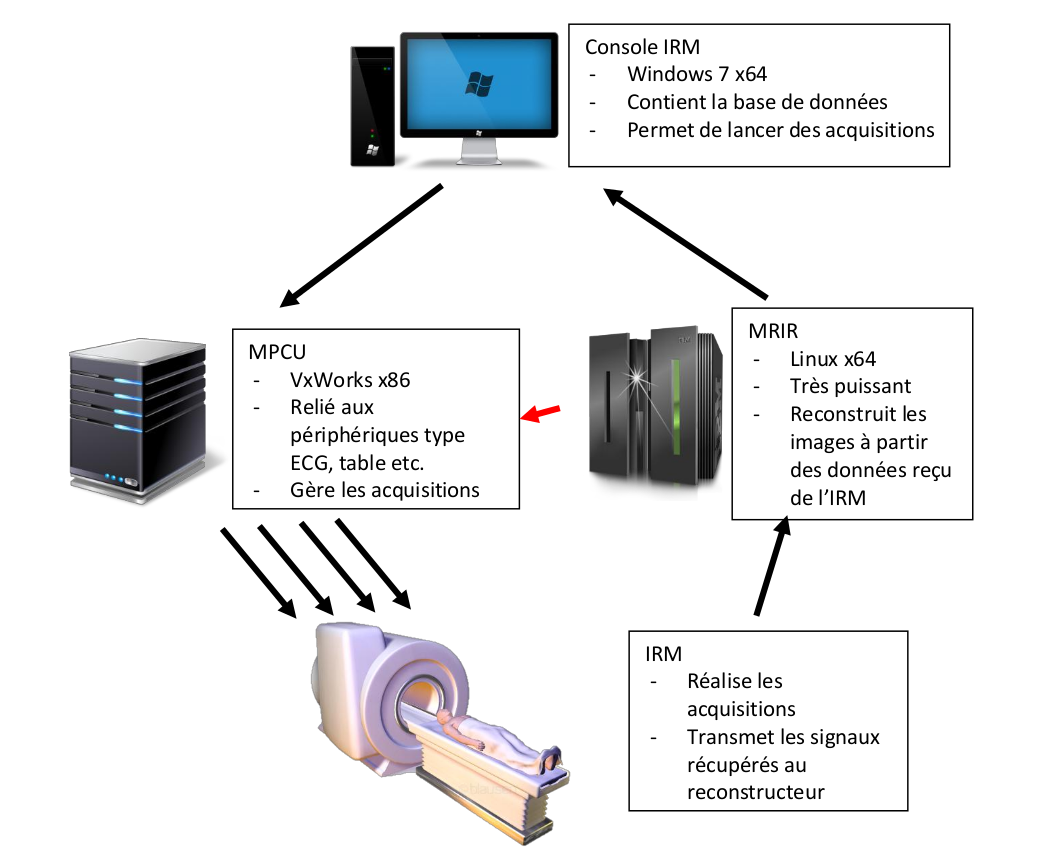 Console IRM
- Windows 7 x64
- Contient la base de données
- Permet de lancer des acquisitions
MPCU
- VxWorks x86
- Relié aux
périphériques type
ECG, table etc.
- Gère les acquisitions
MRIR
- Linux x64
- Très puissant
- Reconstruit les
images à partir
des données reçu
de l’IRM
IRM
- Réalise les
acquisitions
- Transmet les signaux
récupérés au
reconstructeur